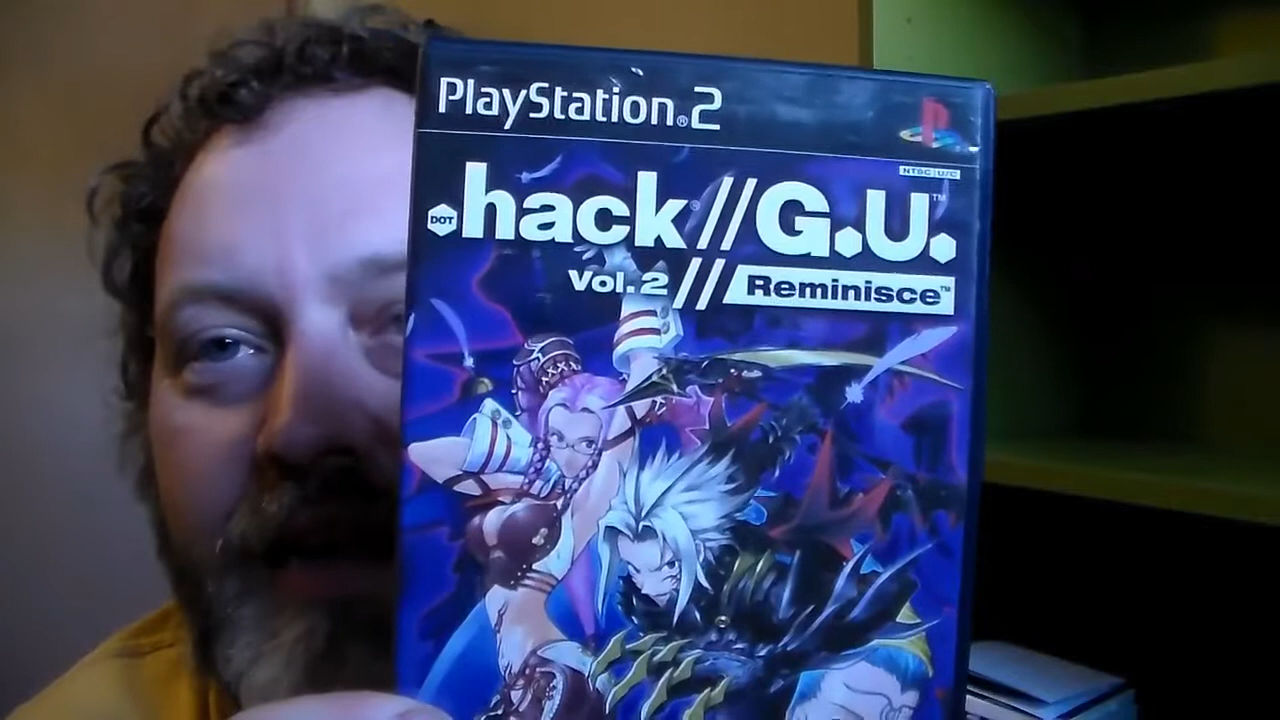 PlayStation®2
NTSC U/C
.hack®//G.U.™
DOT
Vol.2//Reminisce™